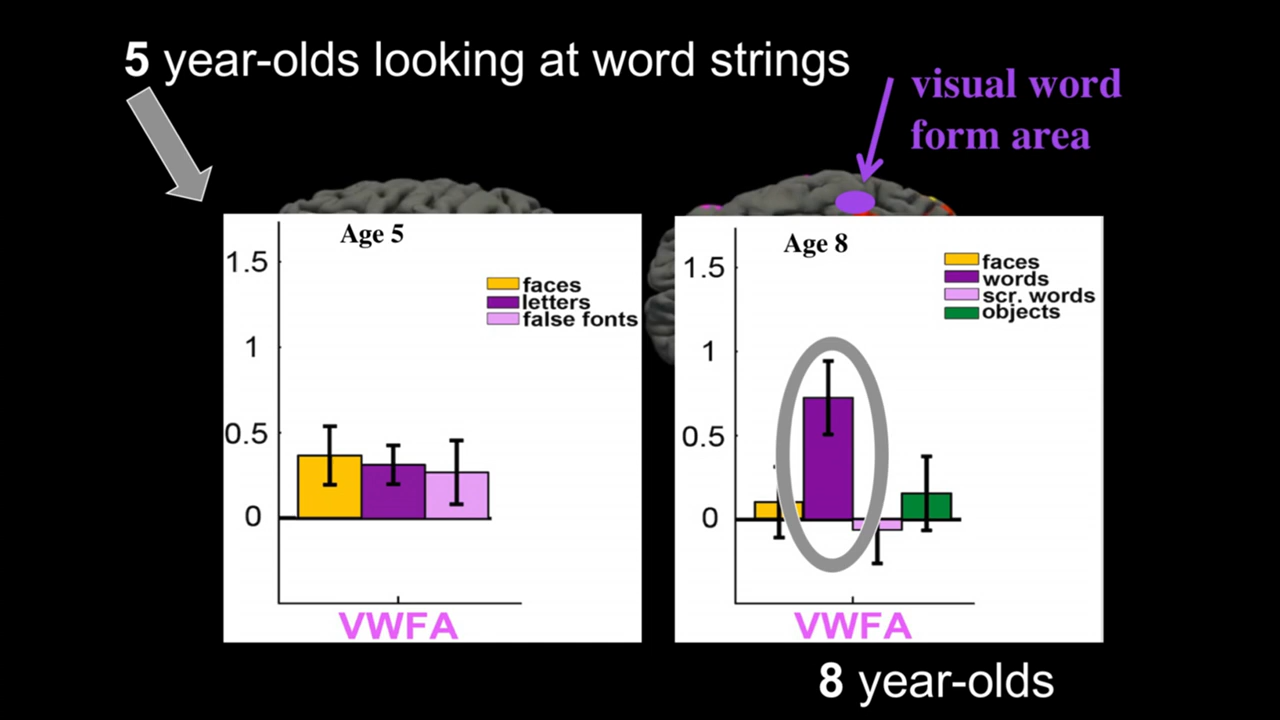 5 year-olds looking at word strings
visual word
form area
Age 5
1.5
1
0.5
0
faces
letters
false fonts
VWFA
Age 8
1.5
1
0.5
0
faces
words
scr. words
objects
VWFA
8 year-olds